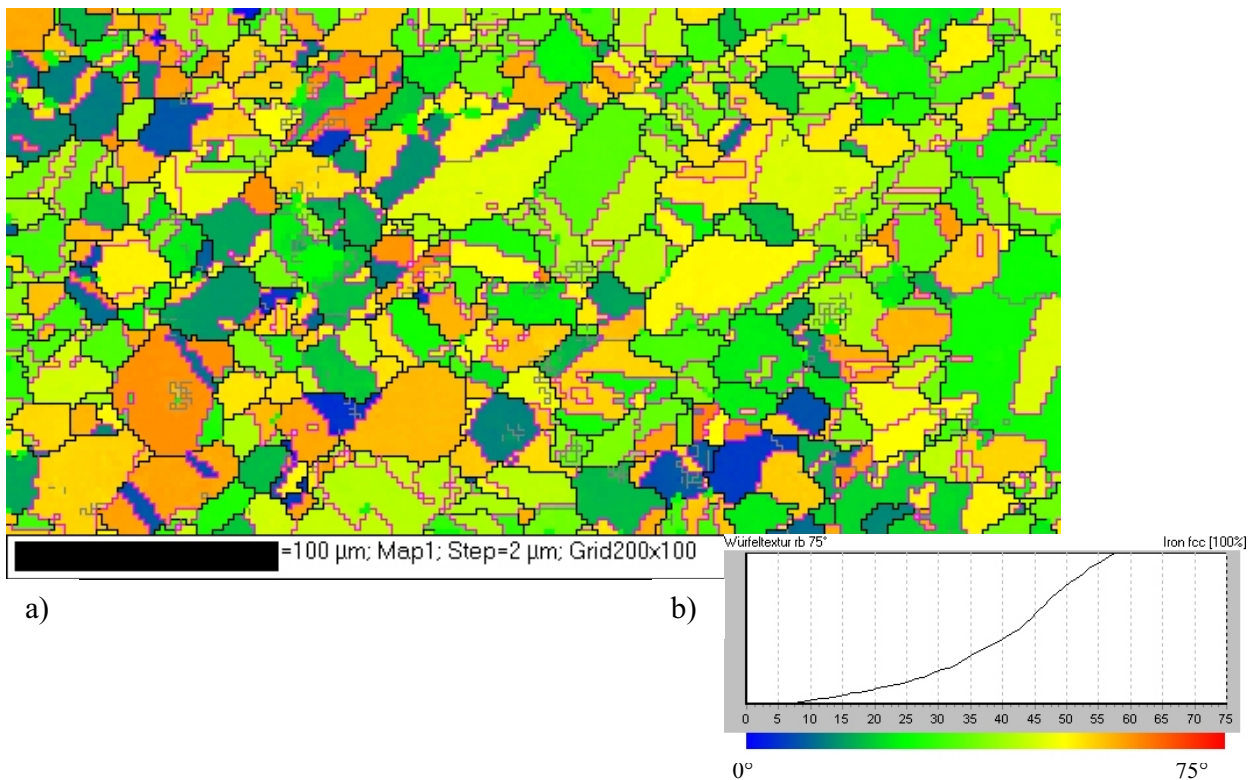 =100 µm; Map1; Step=2 µm; Grid200x100
a)
b)
Würfeltextur rb 75°
Iron fcc [100%]
0 5 10 15 20 25 30 35 40 45 50 55 60 65 70 75
0°
75°